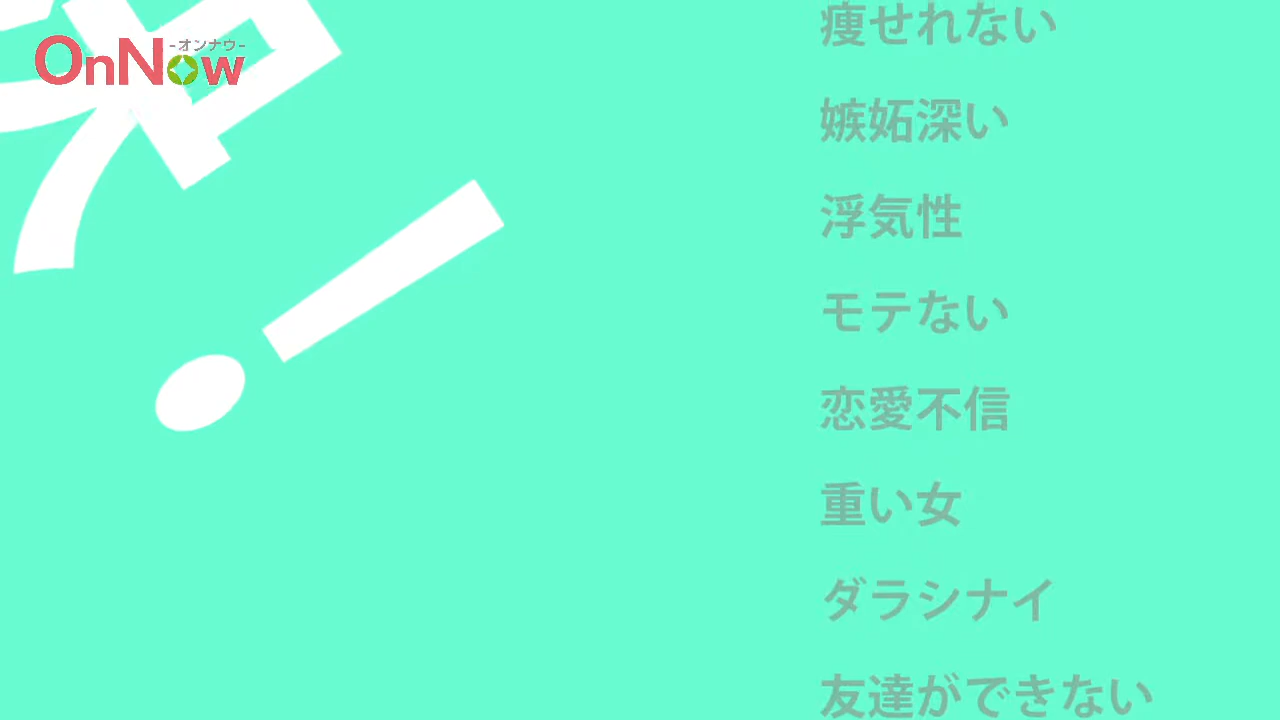 OnNow
-オンナウ-
痩せれない
嫉妬深い
浮気性
モテない
恋愛不信
重い女
ダラシナイ
友達ができない
！